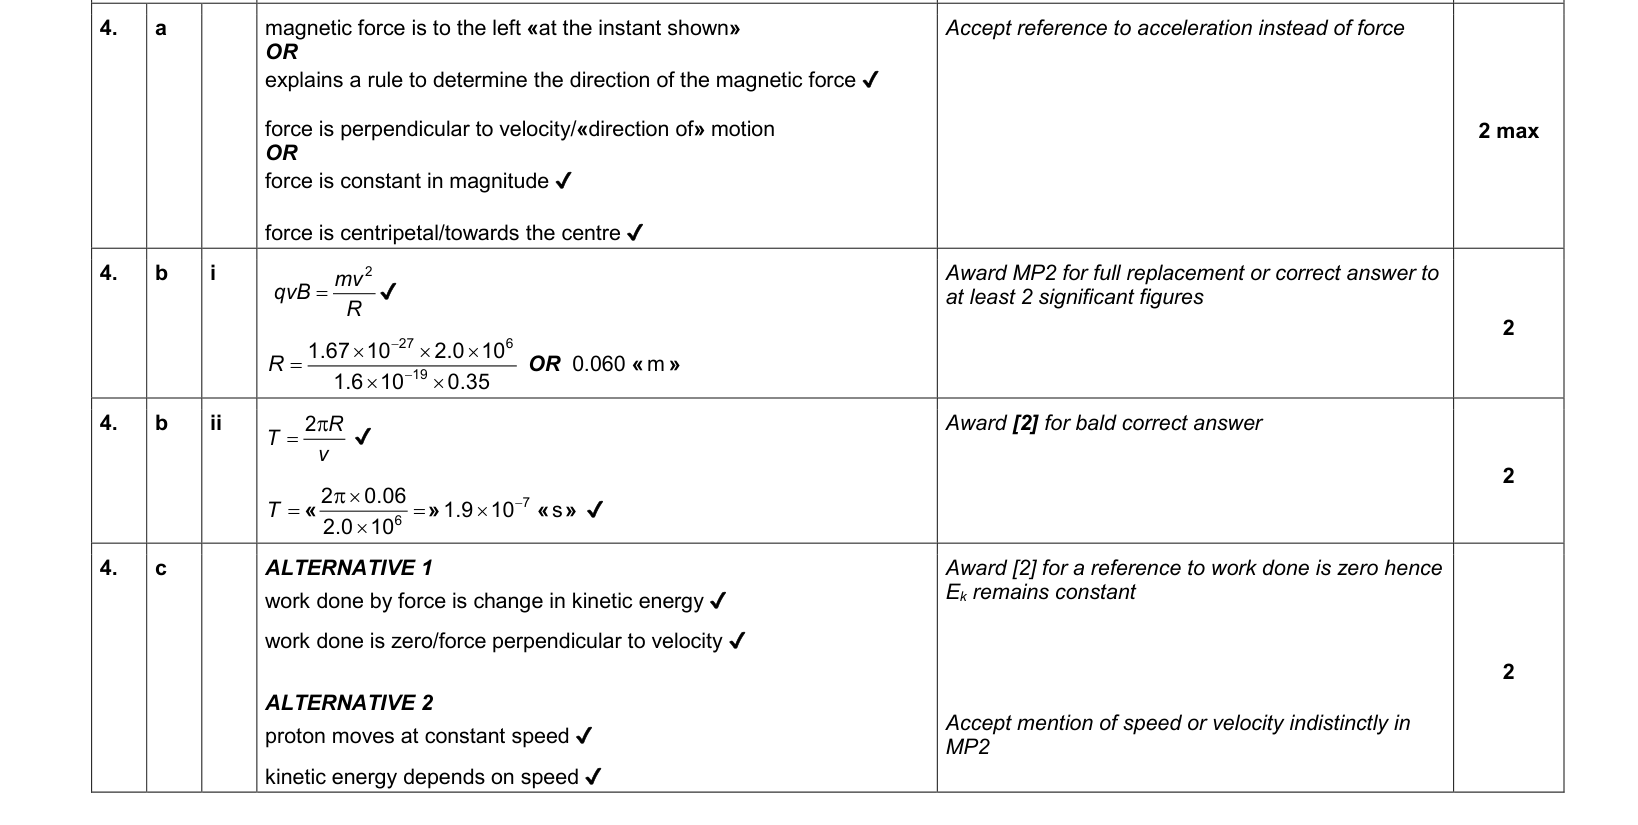 4. a magnetic force is to the left «at the instant shown» Accept reference to acceleration instead of force
OR
explains a rule to determine the direction of the magnetic force ✓
force is perpendicular to velocity/«direction of» motion 2 max
OR
force is constant in magnitude ✓
force is centripetal/towards the centre ✓
4. b i qvB = mv²/R ✓ Award MP2 for full replacement or correct answer to
at least 2 significant figures
2
R = 1.67×10⁻²⁷ ×2.0×10⁶ / 1.6×10⁻¹⁹ ×0.35 OR 0.060 «m»
4. b ii T = 2πR/v ✓ Award [2] for bald correct answer
2
T = «2π×0.06/2.0×10⁶ =» 1.9×10⁻⁷ «s» ✓
4. c ALTERNATIVE 1 Award [2] for a reference to work done is zero hence
work done by force is change in kinetic energy ✓ Eₖ remains constant
work done is zero/force perpendicular to velocity ✓
2
ALTERNATIVE 2
proton moves at constant speed ✓ Accept mention of speed or velocity indistinctly in
MP2
kinetic energy depends on speed ✓